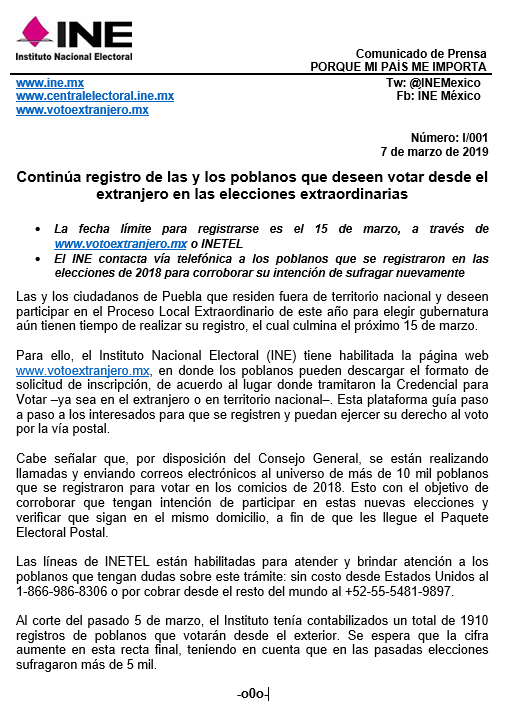 INE
Instituto Nacional Electoral
Comunicado de Prensa
PORQUE MI PAÍS ME IMPORTA
www.ine.mx
Tw: @INEMexico
www.centralelectoral.ine.mx
Fb: INE México
www.votoextranjero.mx
Número: I/001
7 de marzo de 2019
Continúa registro de las y los poblanos que deseen votar desde el
extranjero en las elecciones extraordinarias
• La fecha límite para registrarse es el 15 de marzo, a través de
www.votoextranjero.mx o INETEL
• El INE contacta vía telefónica a los poblanos que se registraron en las
elecciones de 2018 para corroborar su intención de sufragar nuevamente
Las y los ciudadanos de Puebla que residen fuera de territorio nacional y deseen
participar en el Proceso Local Extraordinario de este año para elegir gubernatura
aún tienen tiempo de realizar su registro, el cual culmina el próximo 15 de marzo.
Para ello, el Instituto Nacional Electoral (INE) tiene habilitada la página web
www.votoextranjero.mx, en donde los poblanos pueden descargar el formato de
solicitud de inscripción, de acuerdo al lugar donde tramitaron la Credencial para
Votar –ya sea en el extranjero o en territorio nacional–. Esta plataforma guía paso
a paso a los interesados para que se registren y puedan ejercer su derecho al voto
por la vía postal.
Cabe señalar que, por disposición del Consejo General, se están realizando
llamadas y enviando correos electrónicos al universo de más de 10 mil poblanos
que se registraron para votar en los comicios de 2018. Esto con el objetivo de
corroborar que tengan intención de participar en estas nuevas elecciones y
verificar que sigan en el mismo domicilio, a fin de que les llegue el Paquete
Electoral Postal.
Las líneas de INETEL están habilitadas para atender y brindar atención a los
poblanos que tengan dudas sobre este trámite: sin costo desde Estados Unidos al
1-866-986-8306 o por cobrar desde el resto del mundo al +52-55-5481-9897.
Al corte del pasado 5 de marzo, el Instituto tenía contabilizados un total de 1910
registros de poblanos que votarán desde el exterior. Se espera que la cifra
aumente en esta recta final, teniendo en cuenta que en las pasadas elecciones
sufragaron más de 5 mil.
-o0o-